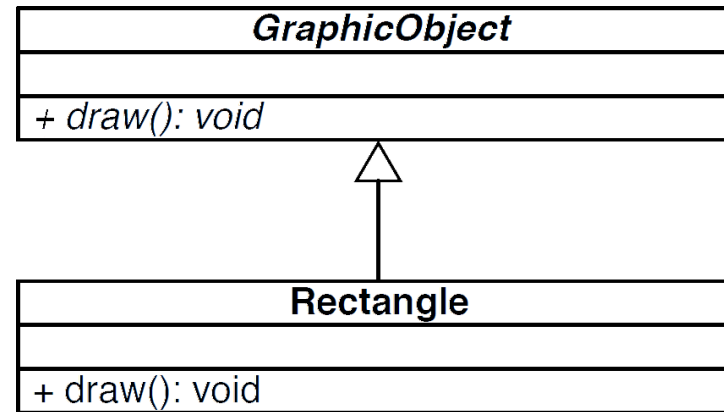 GraphicObject
+ draw(): void
Rectangle
+ draw(): void